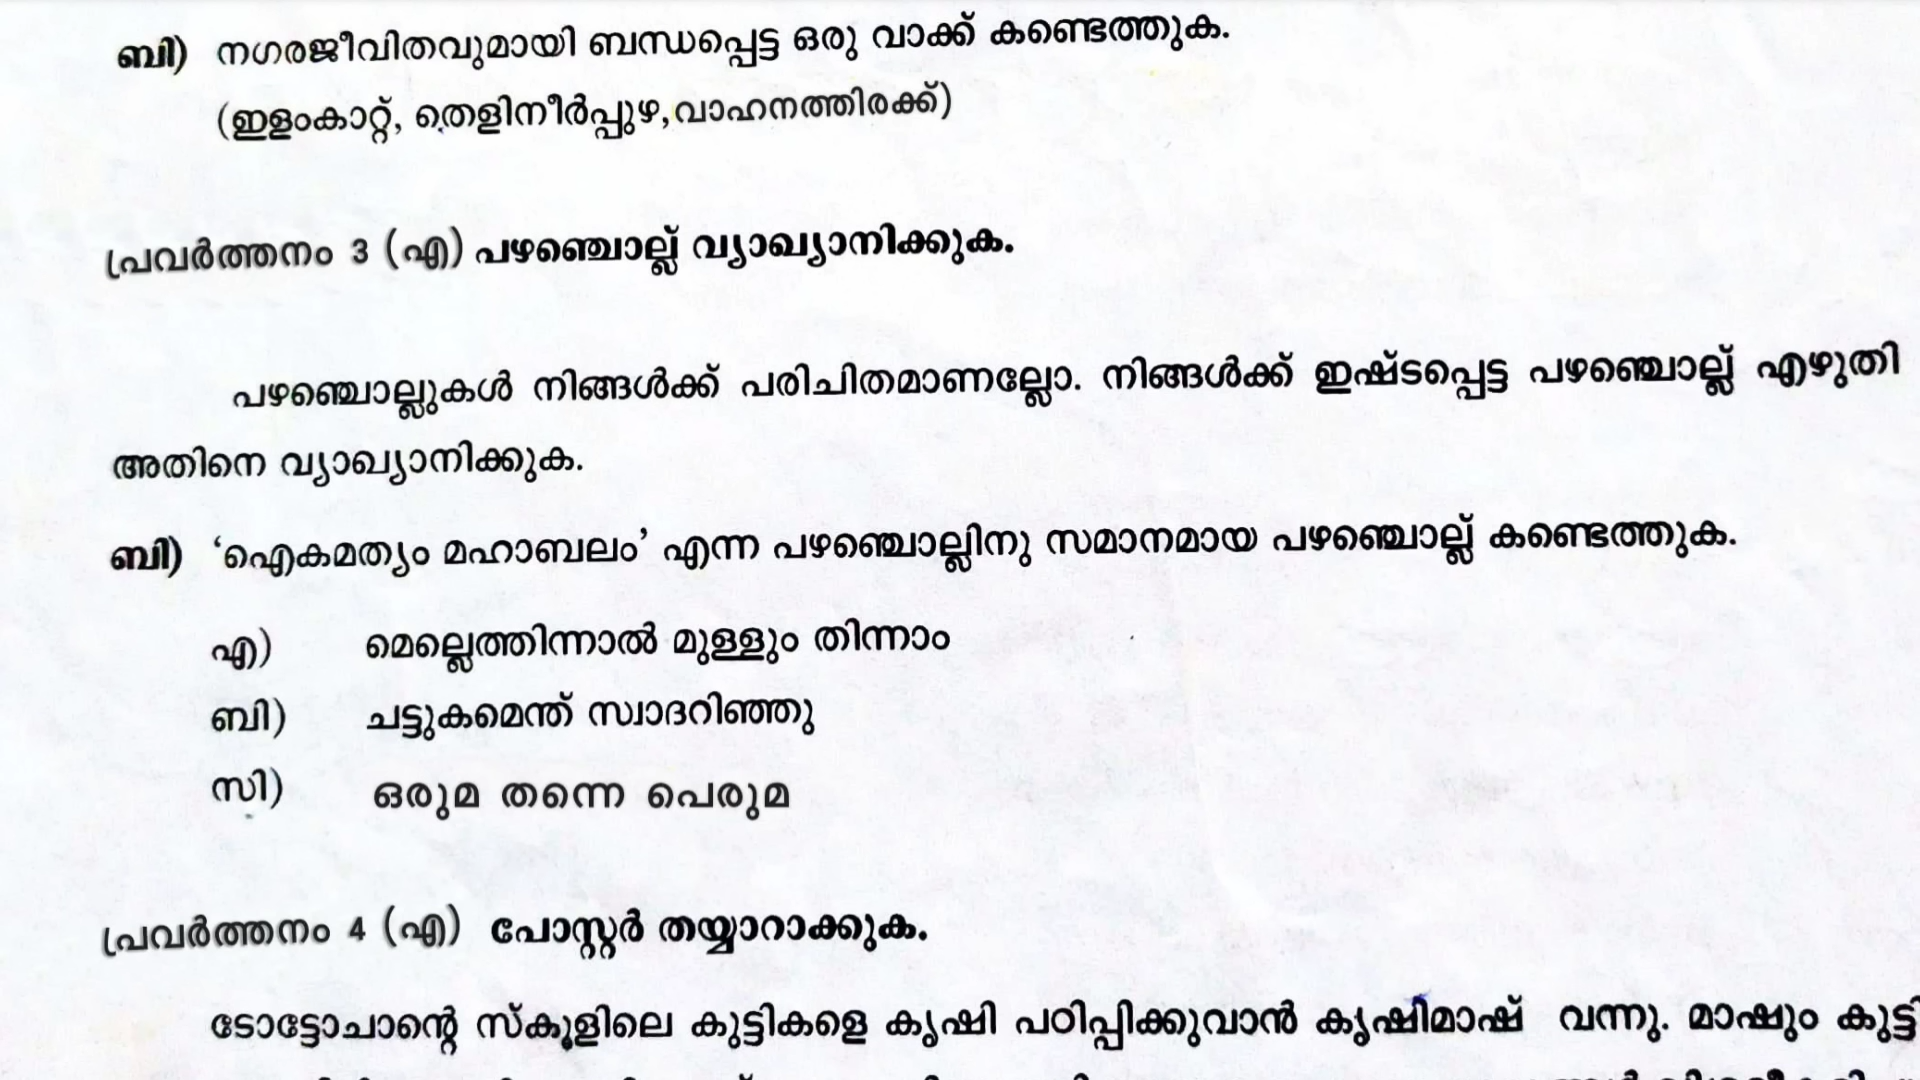 ബി) നഗരജീവിതവുമായി ബന്ധപ്പെട്ട ഒരു വാക്ക് കണ്ടെത്തുക.
(ഇളംകാറ്റ്, തെളിനീർപ്പുഴ,വാഹനത്തിരക്ക്)
പ്രവർത്തനം 3 (എ) പഴഞ്ചൊല്ല് വ്യാഖ്യാനിക്കുക.
പഴഞ്ചൊല്ലുകൾ നിങ്ങൾക്ക് പരിചിതമാണല്ലോ. നിങ്ങൾക്ക് ഇഷ്ടപ്പെട്ട പഴഞ്ചൊല്ല് എഴുതി
അതിനെ വ്യാഖ്യാനിക്കുക.
ബി) ‘ഐകമത്യം മഹാബലം’ എന്ന പഴഞ്ചൊല്ലിനു സമാനമായ പഴഞ്ചൊല്ല് കണ്ടെത്തുക.
എ) മെല്ലെത്തിന്നാൽ മുള്ളും തിന്നാം
ബി) ചട്ടുകമെന്ത് സ്വാദറിഞ്ഞു
സി) ഒരുമ തന്നെ പെരുമ
പ്രവർത്തനം 4 (എ) പോസ്റ്റർ തയ്യാറാക്കുക.
ടോട്ടോചാന്റെ സ്കൂളിലെ കുട്ടികളെ കൃഷി പഠിപ്പിക്കുവാൻ കൃഷിമാഷ് വന്നു. മാഷും